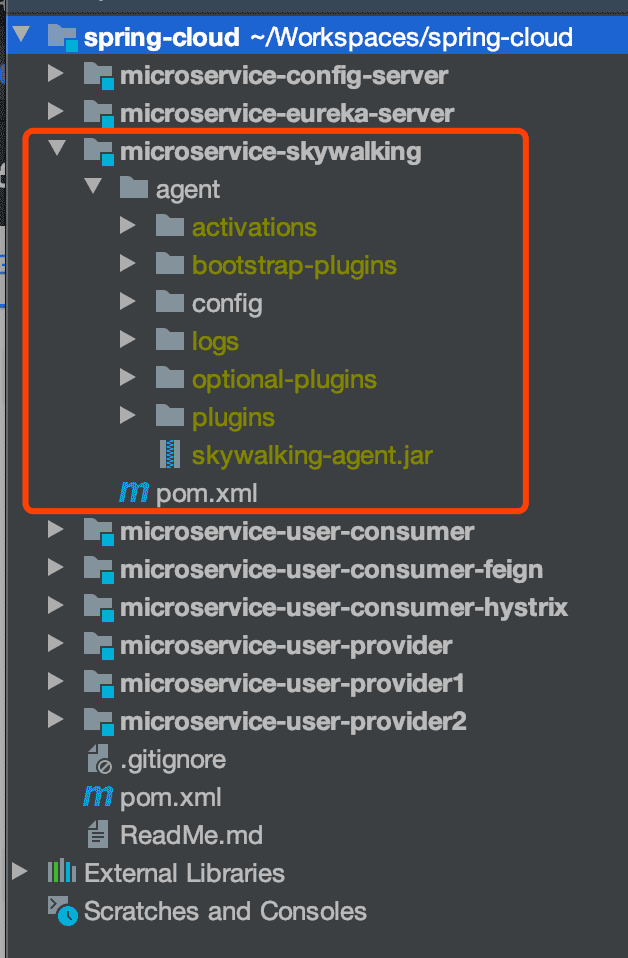 spring-cloud ~/Workspaces/spring-cloud
microservice-config-server
microservice-eureka-server
microservice-skywalking
agent
activations
bootstrap-plugins
config
logs
optional-plugins
plugins
skywalking-agent.jar
m pom.xml
microservice-user-consumer
microservice-user-consumer-feign
microservice-user-consumer-hystrix
microservice-user-provider
microservice-user-provider1
microservice-user-provider2
.gitignore
m pom.xml
ReadMe.md
External Libraries
Scratches and Consoles